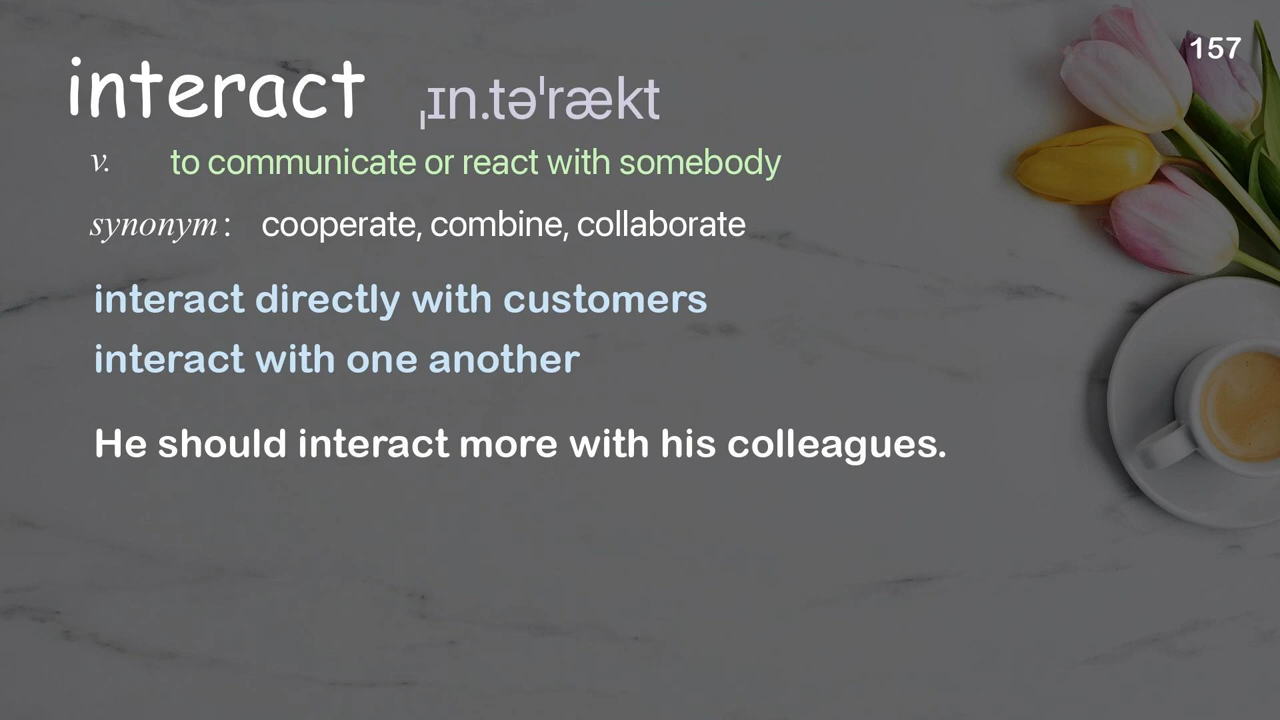 157
interact ˌɪn.təˈrækt
v. to communicate or react with somebody
synonym: cooperate, combine, collaborate
interact directly with customers
interact with one another
He should interact more with his colleagues.